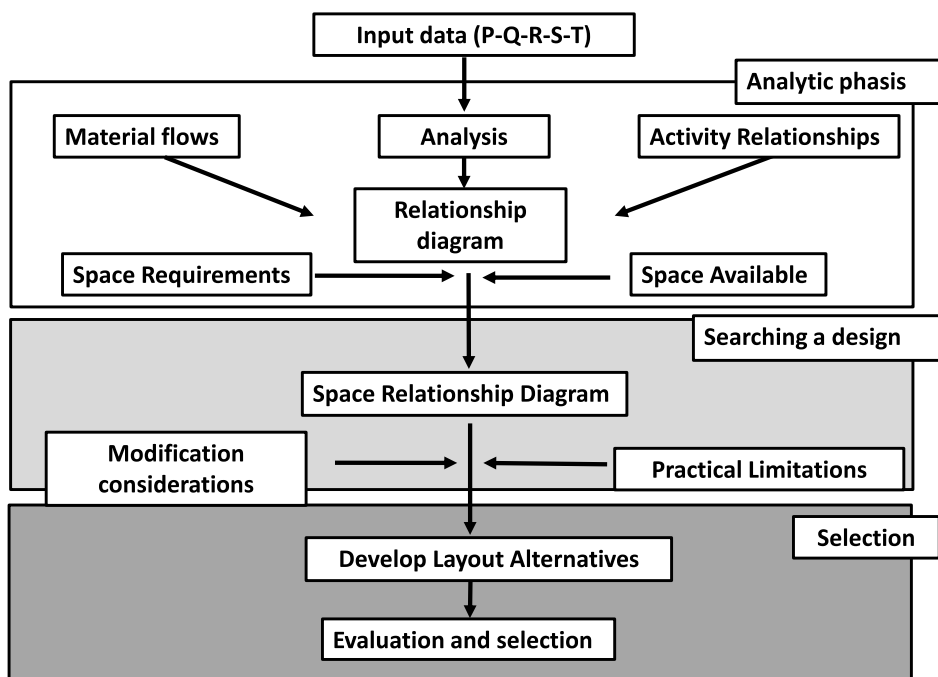 Input data (P-Q-R-S-T)
Analytic phasis
Material flows
Analysis
Activity Relationships
Relationship
diagram
Space Requirements
Space Available
Searching a design
Space Relationship Diagram
Modification
considerations
Practical Limitations
Selection
Develop Layout Alternatives
Evaluation and selection